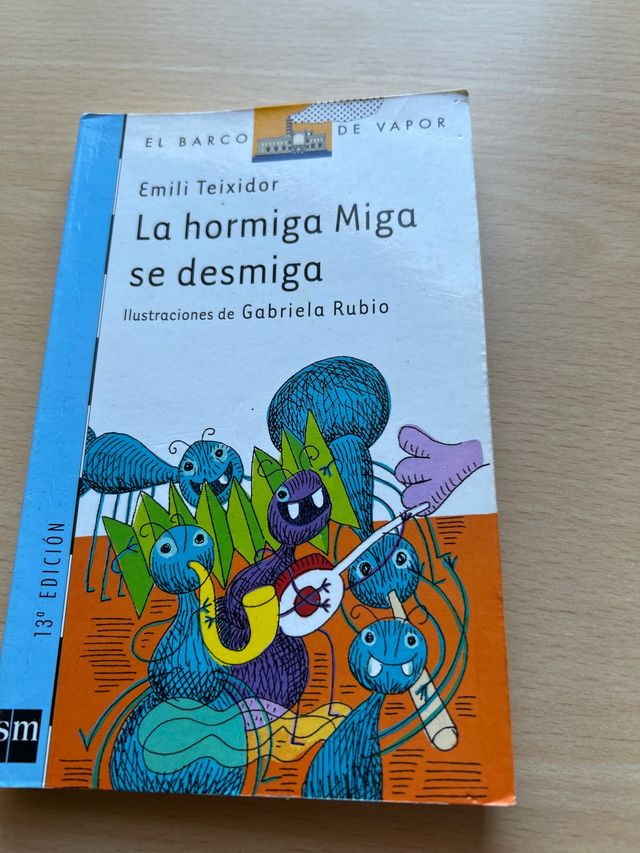 EL BARCO DE VAPOR
Emili Teixidor
La hormiga Miga
se desmiga
Ilustraciones de Gabriela Rubio
13ª EDICIÓN
sm